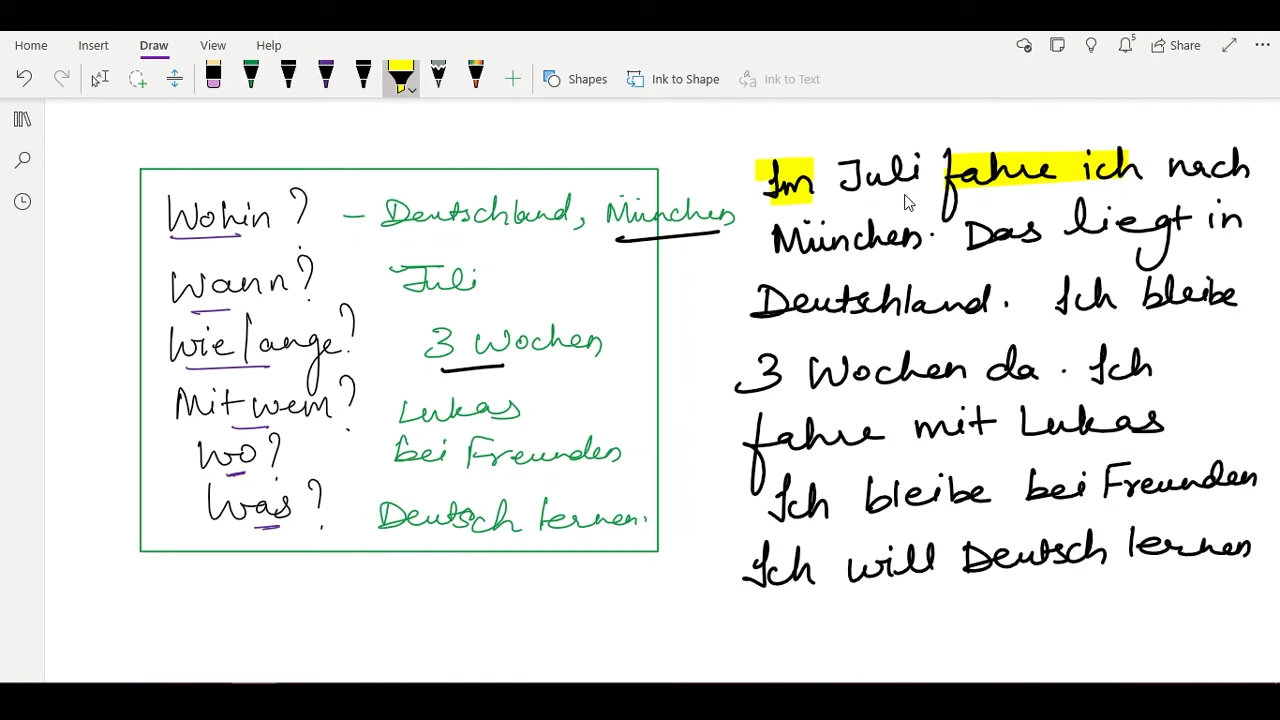 Home Insert Draw View Help
5 Share
Shapes Ink to Shape Ink to Text
Wohin? – Deutschland, München
Wann? Juli
Wie lange? 3 Wochen
Mit wem? Lukas
wo? bei Freunden
Was? Deutsch lernen.
Im Juli fahre ich nach
München. Das liegt in
Deutschland. Ich bleibe
3 Wochen da. Ich
fahre mit Lukas
Ich bleibe bei Freunden
Ich will Deutsch lernen